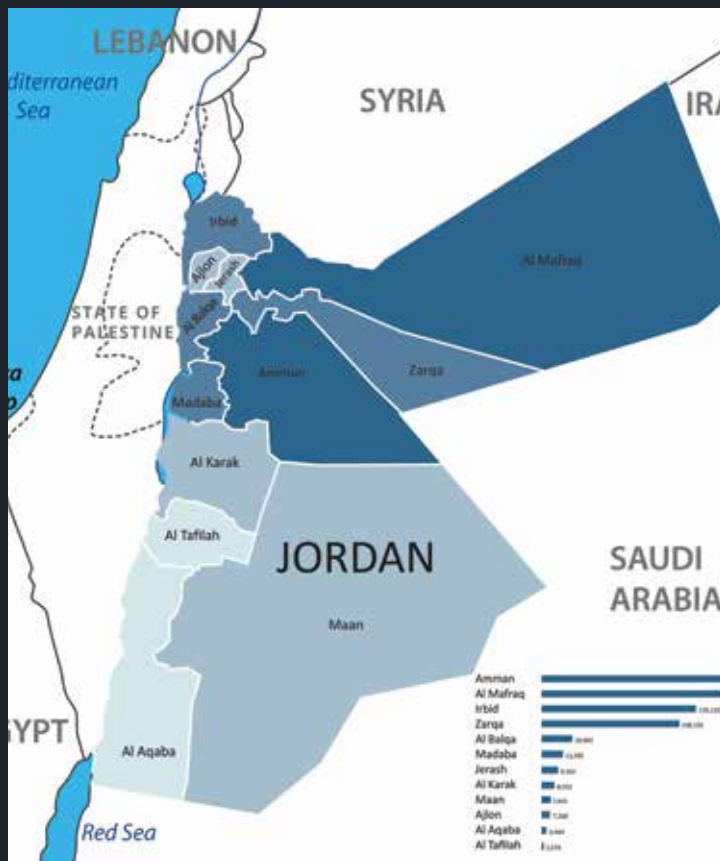 LEBANON
diterranean
Sea
SYRIA
IRA
Irbid
Ajlon
Jerash
Al Mafraq
STATE OF
PALESTINE
Al Balqa
Amman
Zarqa
Madaba
Al Karak
Al Tafilah
JORDAN
SAUDI
ARABIA
Maan
GYPT
Al Aqaba
Red Sea
Amman
Al Mafraq
Irbid
Zarqa
Al Balqa
Madaba
Jerash
Al Karak
Maan
Ajlon
Al Aqaba
Al Tafilah